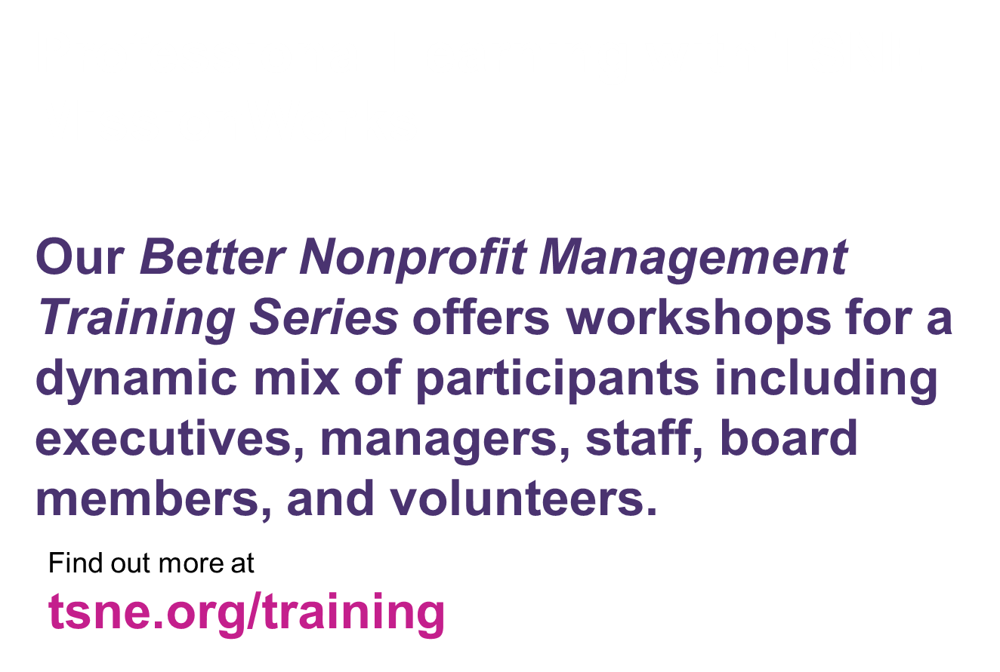 Our Better Nonprofit Management
Training Series offers workshops for a
dynamic mix of participants including
executives, managers, staff, board
members, and volunteers.
Find out more at
tsne.org/training